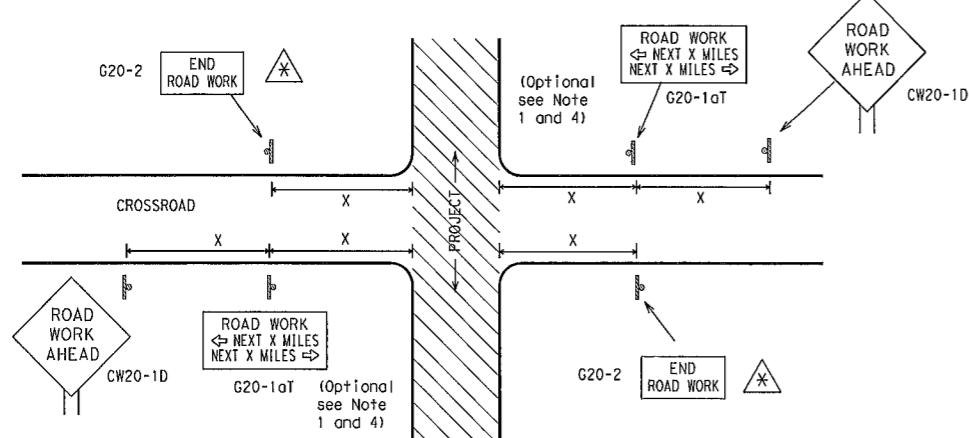 ROAD WORK
⇦ NEXT X MILES
NEXT X MILES ⇨
ROAD
WORK
AHEAD
G20-2
END
ROAD WORK
*
(Optional
see Note
1 and 4)
G20-1aT
CW20-1D
X
X
X
CROSSROAD
PROJECT
X
X
X
ROAD
WORK
AHEAD
CW20-1D
ROAD WORK
⇦ NEXT X MILES
NEXT X MILES ⇨
G20-1aT
(Optional
see Note
1 and 4)
G20-2
END
ROAD WORK
*